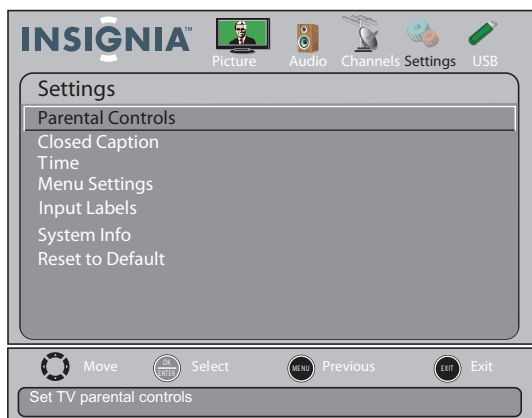 INSIGNIA™
Picture Audio Channels Settings USB
Settings
Parental Controls
Closed Caption
Time
Menu Settings
Input Labels
System Info
Reset to Default
Move OK ENTER Select MENU Previous EXIT Exit
Set TV parental controls